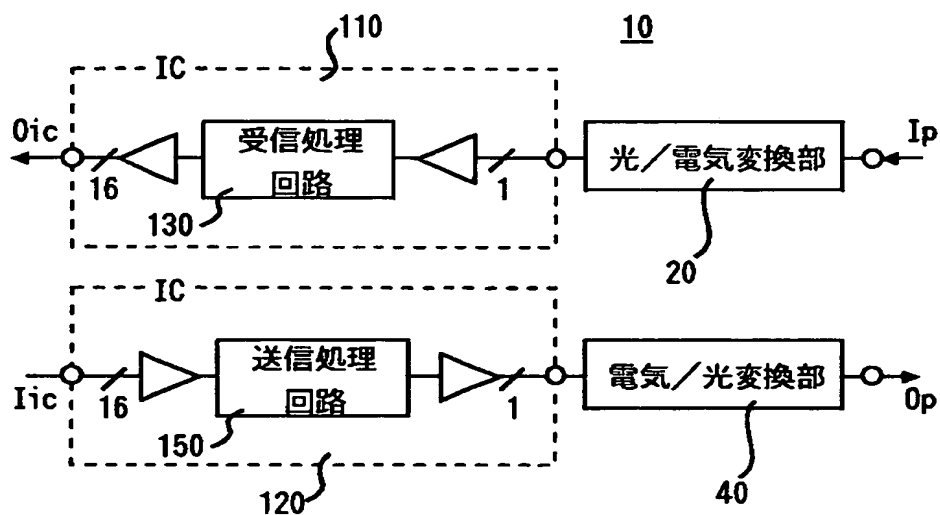 110
10
IC
Oic
16
受信処理
回路
130
1
光／電気変換部
20
Ip
IC
Iic
16
送信処理
回路
150
1
電気／光変換部
40
Op
120